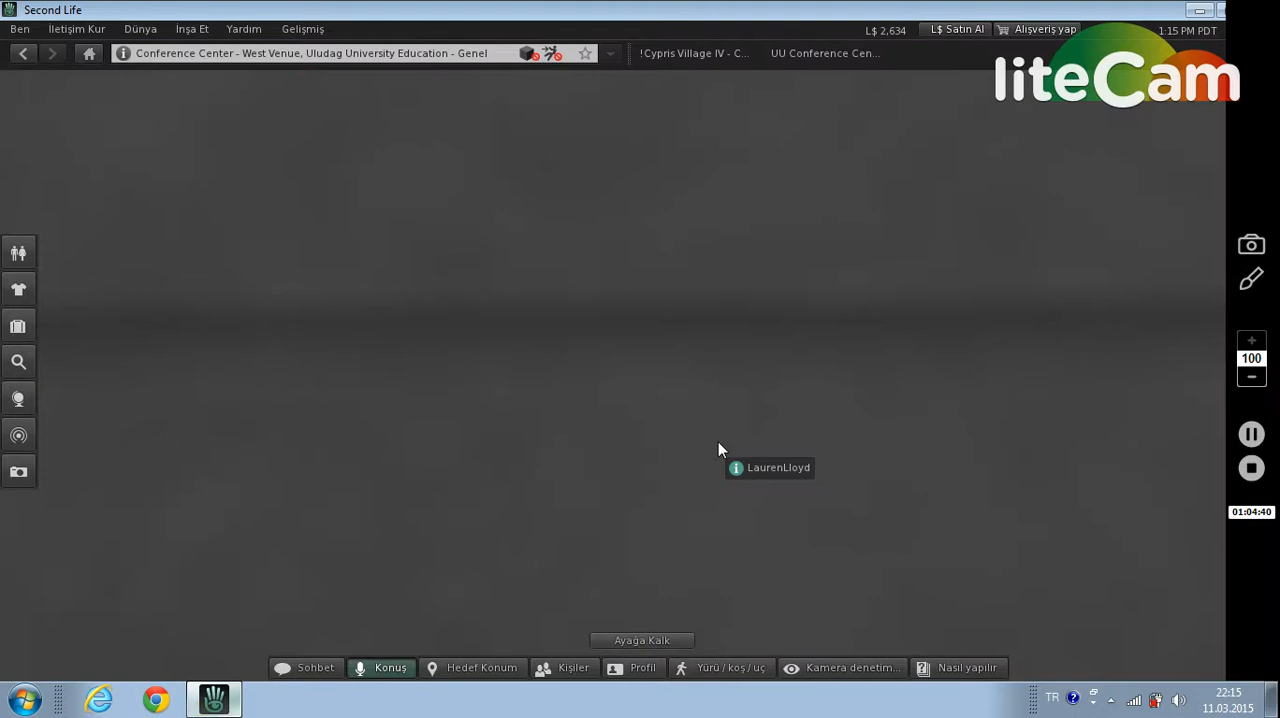 Second Life
Ben İletişim Kur Dünya İnşa Et Yardım Gelişmiş L$ 2,634 L$ Satın Al Alışveriş yap 1:15 PM PDT
Conference Center - West Venue, Uludag University Education - Genel !Cypris Village IV - C... UU Conference Cen...
liteCam
100
LaurenLloyd
01:04:40
Ayağa Kalk
Sohbet Konuş Hedef Konum Kişiler Profil Yürü / koş / uç Kamera denetim... Nasıl yapılır
TR 22:15
11.03.2015